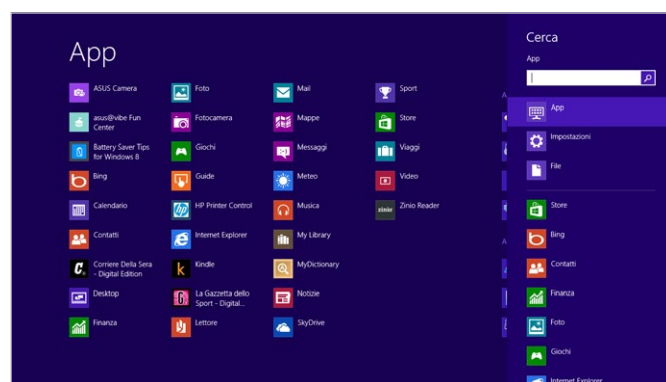 App
ASUS Camera
asus@vibe Fun
Center
Battery Saver Tips
for Windows 8
Bing
Calendario
Contatti
Corriere Della Sera
- Digital Edition
Desktop
Finanza
Foto
Fotocamera
Giochi
Guide
HP Printer Control
Internet Explorer
Kindle
La Gazzetta dello
Sport - Digital...
Lettore
Mail
Mappe
Messaggi
Meteo
Musica
My Library
MyDictionary
Notizie
SkyDrive
Sport
Store
Viaggi
Video
zinio
Zinio Reader
Cerca
App
App
Impostazioni
File
Store
Bing
Contatti
Finanza
Foto
Giochi
Internet Explorer